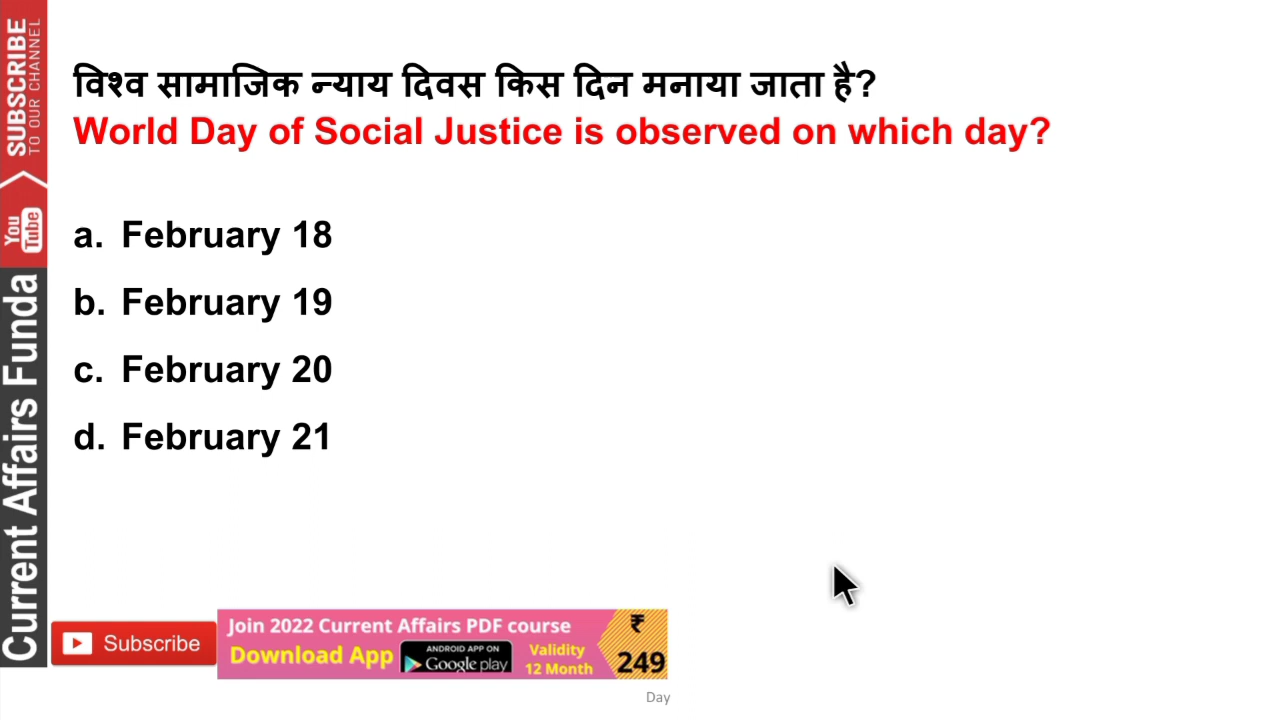 विश्व सामाजिक न्याय दिवस किस दिन मनाया जाता है?
World Day of Social Justice is observed on which day?
a. February 18
b. February 19
c. February 20
d. February 21
SUBSCRIBE
TO OUR CHANNEL
You
Tube
Current Affairs Funda
Subscribe
Join 2022 Current Affairs PDF course
Download App
ANDROID APP ON
Google play
Validity
12 Month
₹
249
Day